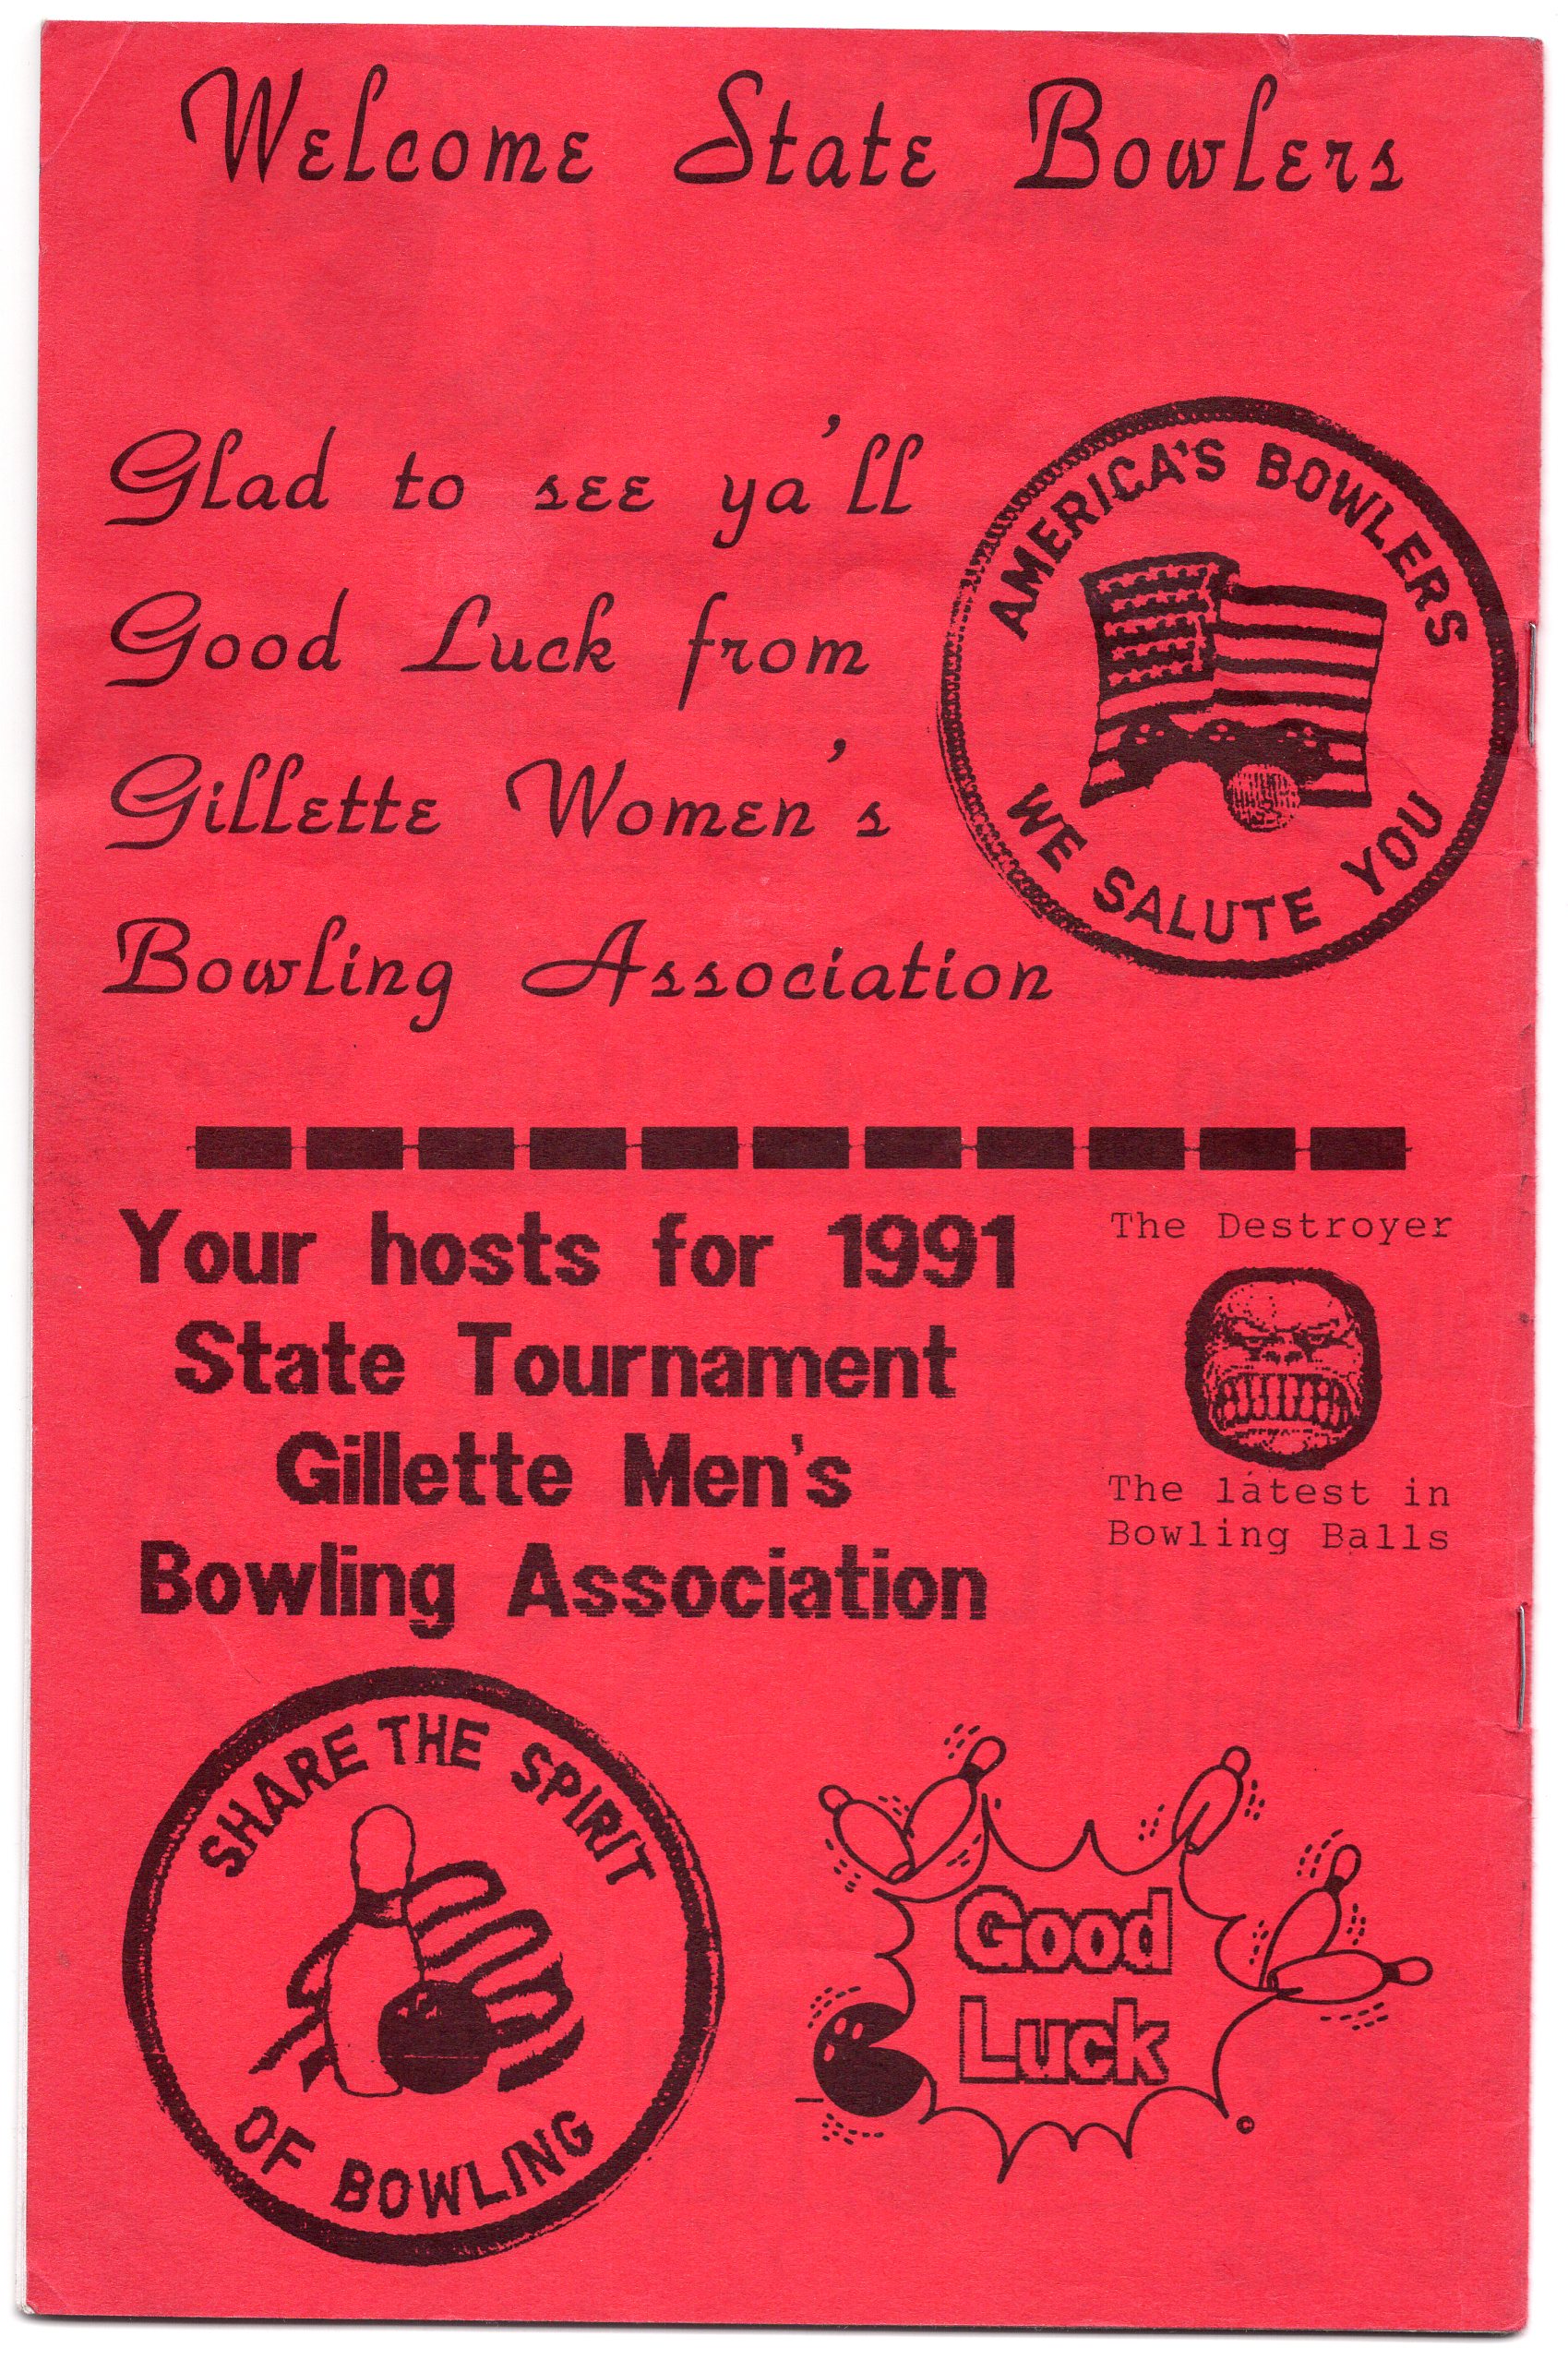 Welcome State Bowlers
Glad to see ya'll
Good Luck from
Gillette Women's
Bowling Association
AMERICA'S BOWLERS
WE SALUTE YOU
Your hosts for 1991
State Tournament
Gillette Men's
Bowling Association
The Destroyer
The latest in
Bowling Balls
SHARE THE SPIRIT
OF BOWLING
Good
Luck
©